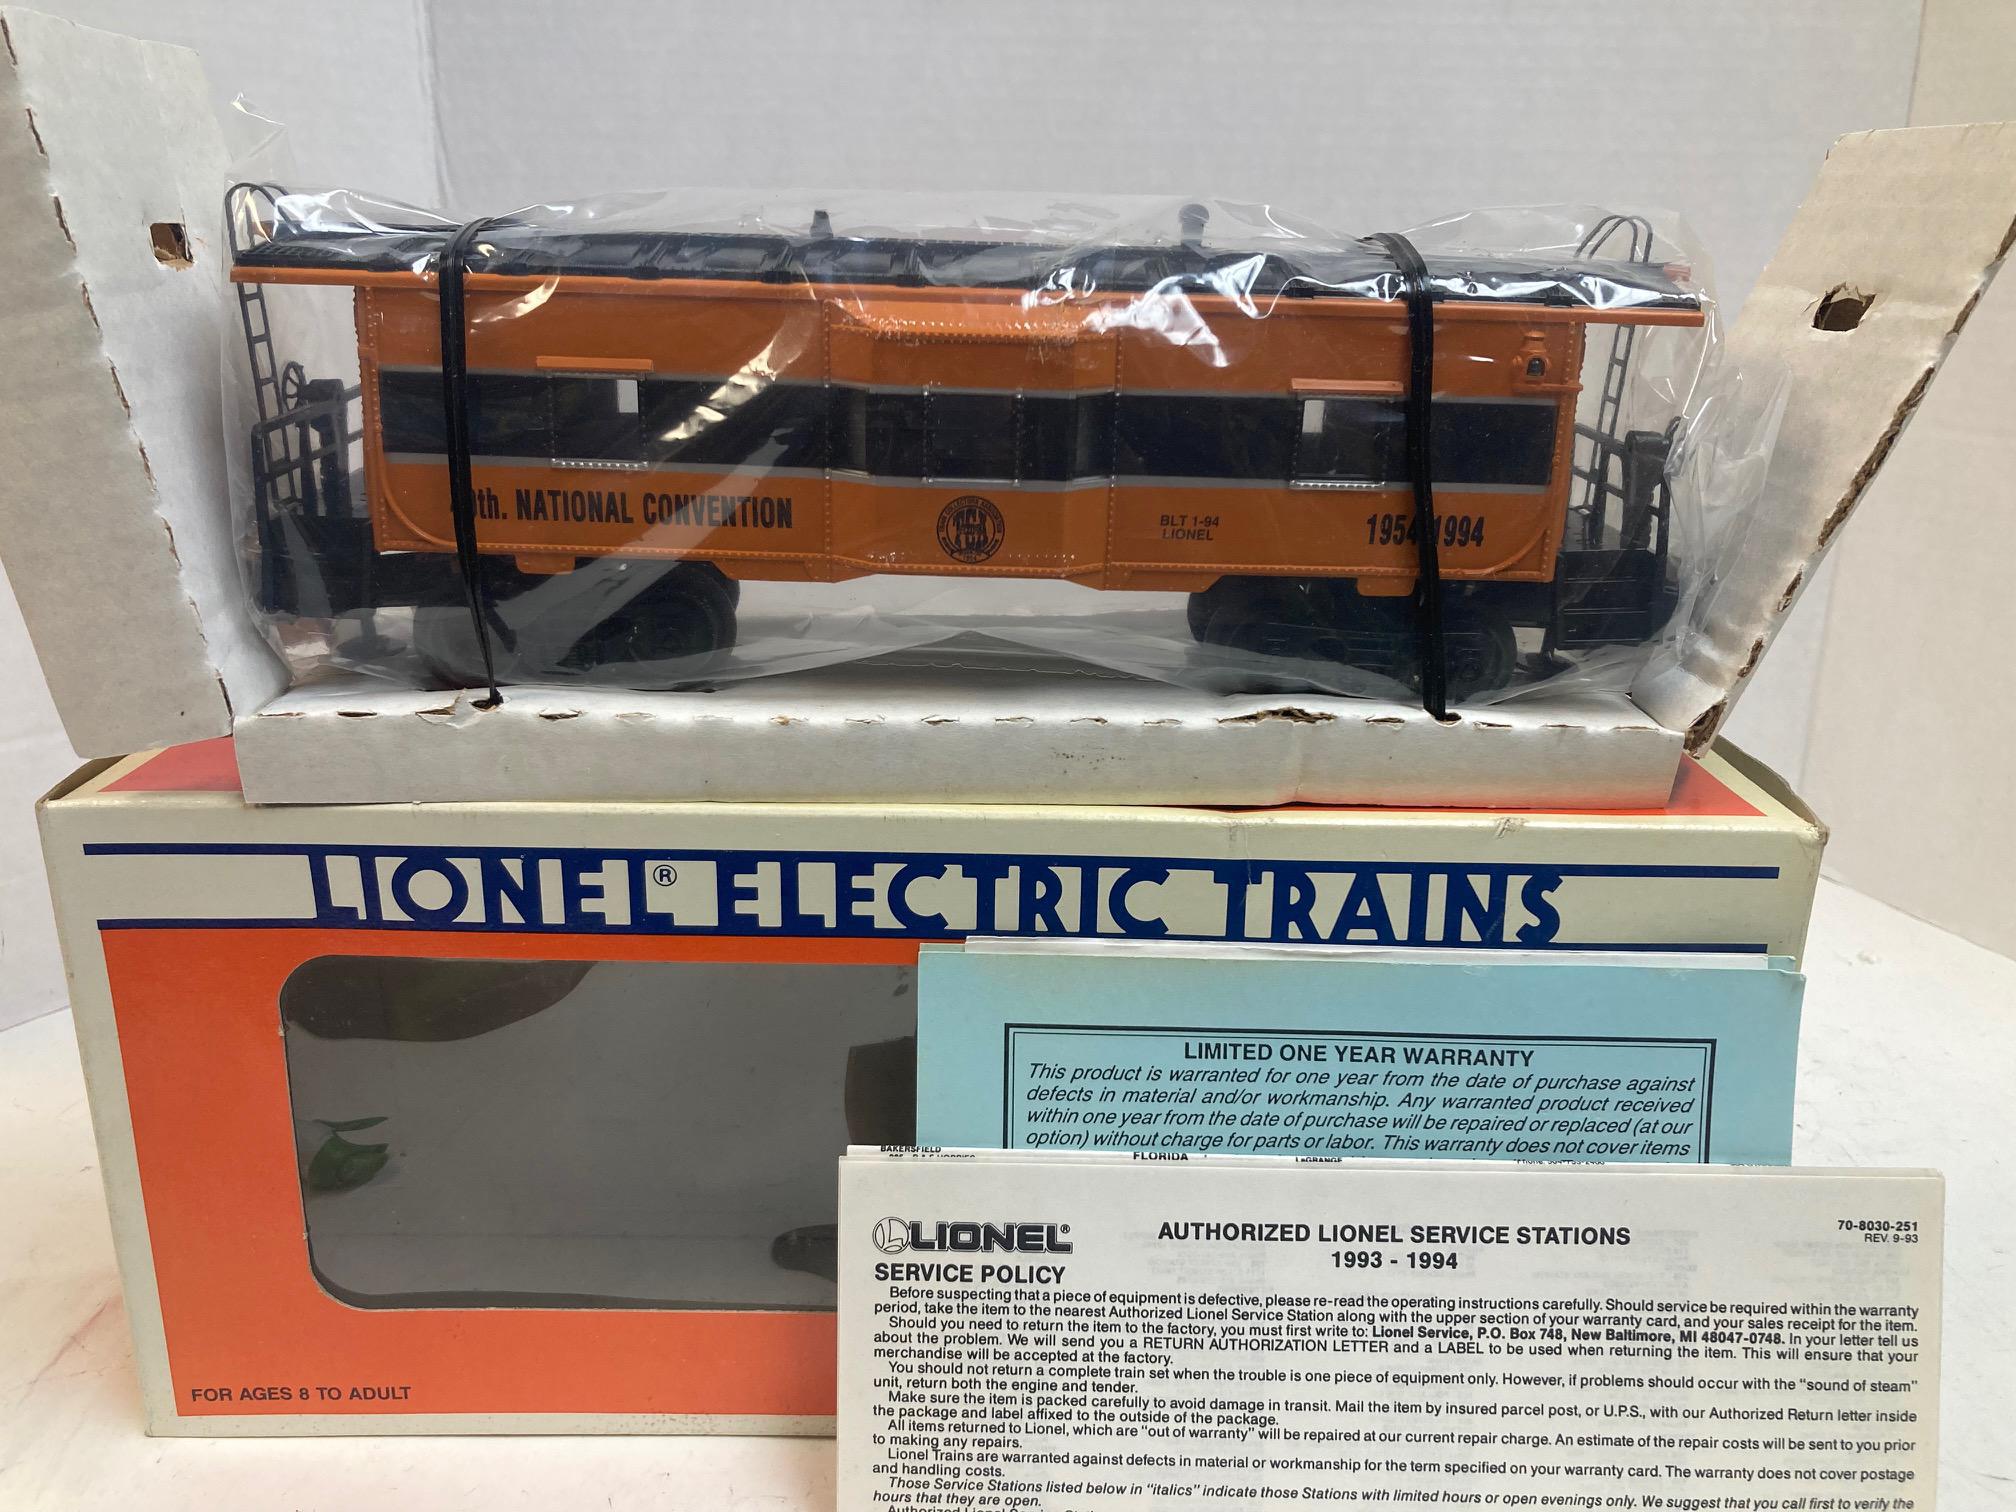 0th. NATIONAL CONVENTION
TCA
BLT 1-94
LIONEL
1954 1994
LIONEL® ELECTRIC TRAINS
FOR AGES 8 TO ADULT
LIMITED ONE YEAR WARRANTY
This product is warranted for one year from the date of purchase against
defects in material and/or workmanship. Any warranted product received
within one year from the date of purchase will be repaired or replaced (at our
option) without charge for parts or labor. This warranty does not cover items
BAKERSFIELD
FLORIDA
LaGRANGE
LIONEL®
AUTHORIZED LIONEL SERVICE STATIONS
1993 - 1994
70-8030-251
REV. 9-93
SERVICE POLICY
Before suspecting that a piece of equipment is defective, please re-read the operating instructions carefully. Should service be required within the warranty
period, take the item to the nearest Authorized Lionel Service Station along with the upper section of your warranty card, and your sales receipt for the item.
Should you need to return the item to the factory, you must first write to: Lionel Service, P.O. Box 748, New Baltimore, MI 48047-0748. In your letter tell us
about the problem. We will send you a RETURN AUTHORIZATION LETTER and a LABEL to be used when returning the item. This will ensure that your
merchandise will be accepted at the factory.
You should not return a complete train set when the trouble is one piece of equipment only. However, if problems should occur with the "sound of steam"
unit, return both the engine and tender.
Make sure the item is packed carefully to avoid damage in transit. Mail the item by insured parcel post, or U.P.S., with our Authorized Return letter inside
the package and label affixed to the outside of the package.
All items returned to Lionel, which are "out of warranty" will be repaired at our current repair charge. An estimate of the repair costs will be sent to you prior
to making any repairs.
Lionel Trains are warranted against defects in material or workmanship for the term specified on your warranty card. The warranty does not cover postage
and handling costs.
Those Service Stations listed below in "italics" indicate those Stations with limited hours or open evenings only. We suggest that you call first to verify the
hours that they are open.